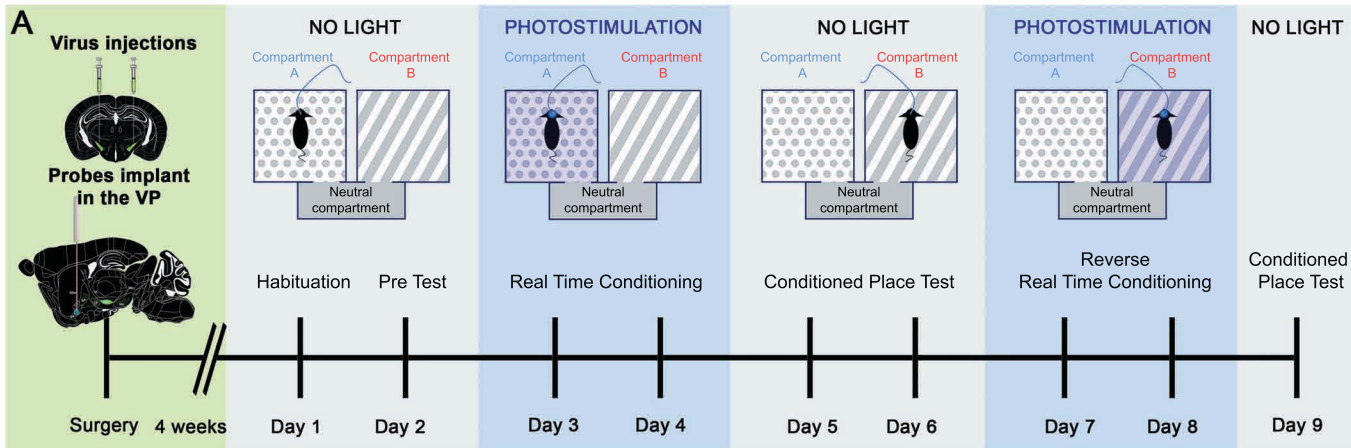 A
Virus injections
Probes implant
in the VP
NO LIGHT
Compartment
A
Compartment
B
Neutral
compartment
Habituation
Pre Test
PHOTOSTIMULATION
Compartment
A
Compartment
B
Neutral
compartment
Real Time Conditioning
NO LIGHT
Compartment
A
Compartment
B
Neutral
compartment
Conditioned Place Test
PHOTOSTIMULATION
Compartment
A
Compartment
B
Neutral
compartment
Reverse
Real Time Conditioning
NO LIGHT
Conditioned
Place Test
Surgery
4 weeks
Day 1
Day 2
Day 3
Day 4
Day 5
Day 6
Day 7
Day 8
Day 9